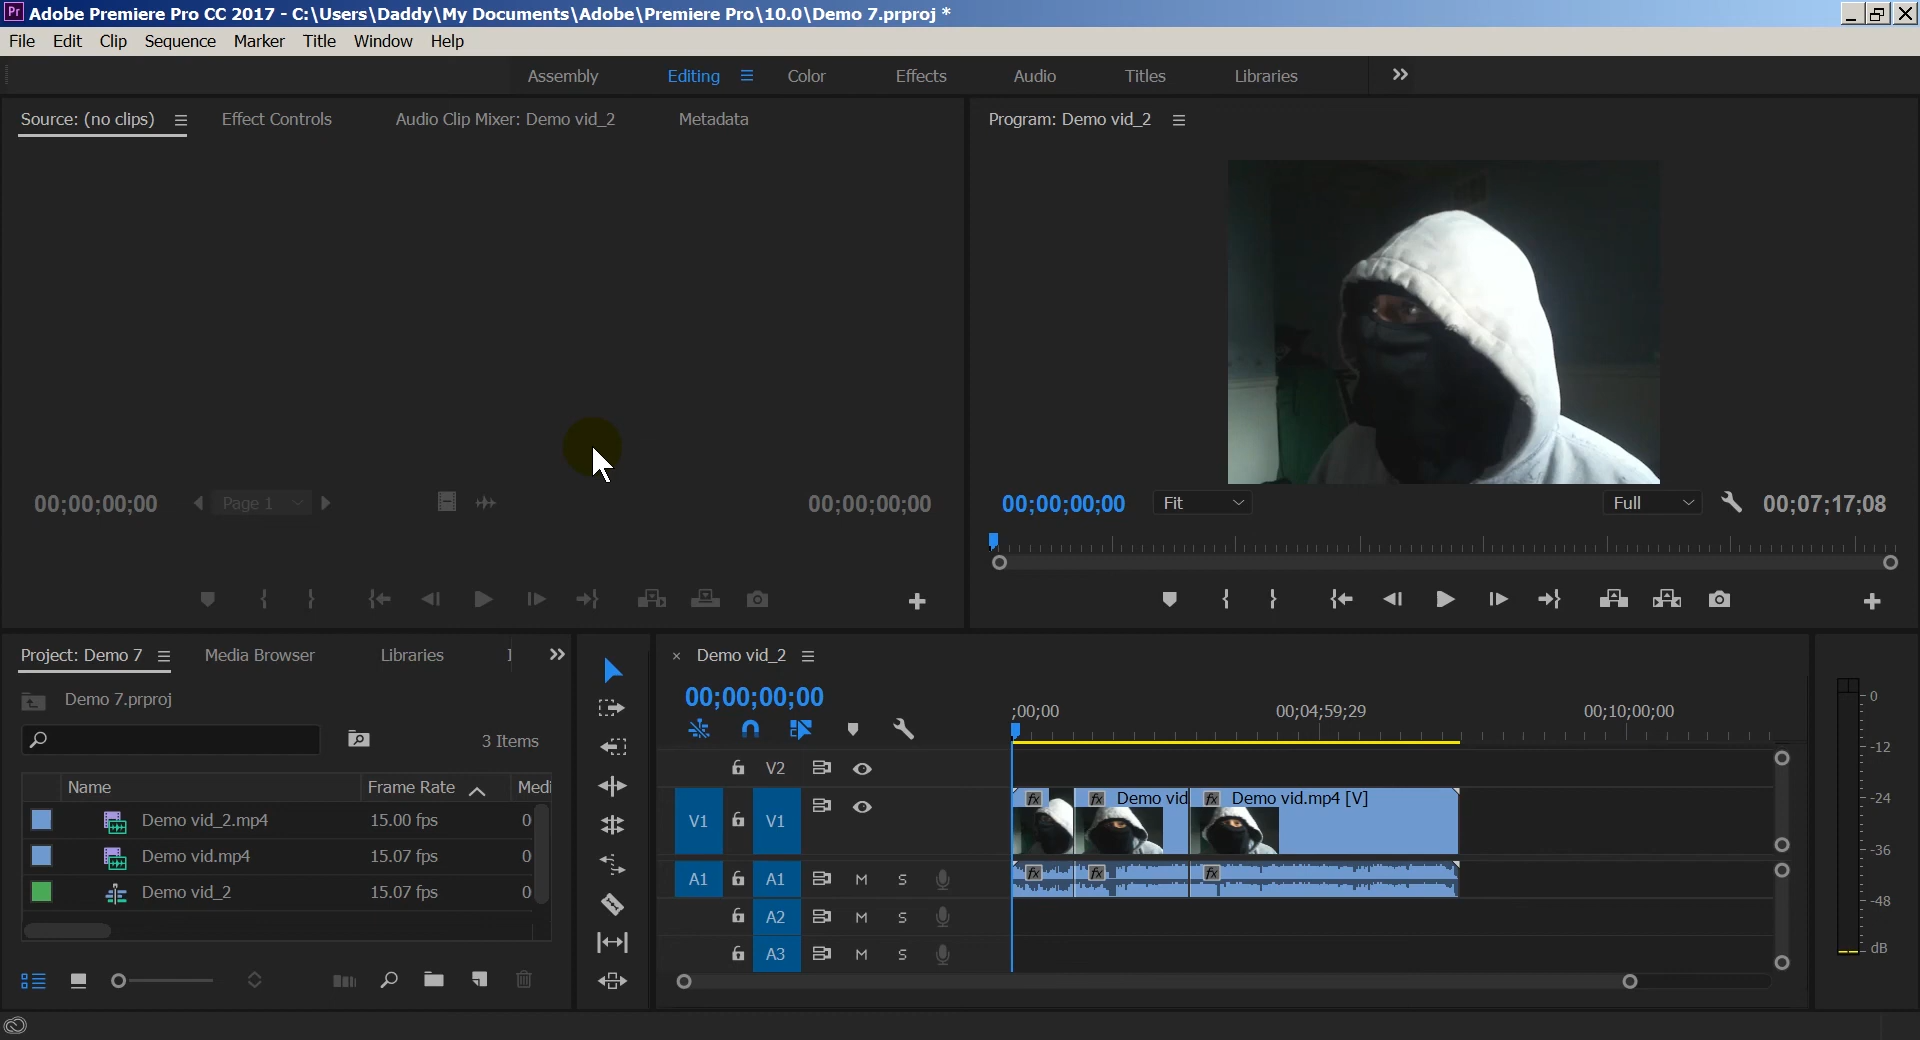 Pr Adobe Premiere Pro CC 2017 - C:\Users\Daddy\My Documents\Adobe\Premiere Pro\10.0\Demo 7.prproj *
File Edit Clip Sequence Marker Title Window Help
Assembly Editing Color Effects Audio Titles Libraries
Source: (no clips) Effect Controls Audio Clip Mixer: Demo vid_2 Metadata
Program: Demo vid_2
00;00;00;00 Page 1 00;00;00;00
00;00;00;00 Fit Full 00;07;17;08
Project: Demo 7 Media Browser Libraries
Demo 7.prproj
3 Items
Name Frame Rate Medi
Demo vid_2.mp4 15.00 fps 0
Demo vid.mp4 15.07 fps 0
Demo vid_2 15.07 fps 0
× Demo vid_2
00;00;00;00
;00;00 00;04;59;29 00;10;00;00
V2
V1 V1 fx fx Demo vid fx Demo vid.mp4 [V]
A1 A1 M S fx fx fx
A2 M S
A3 M S
0
-12
-24
-36
-48
dB